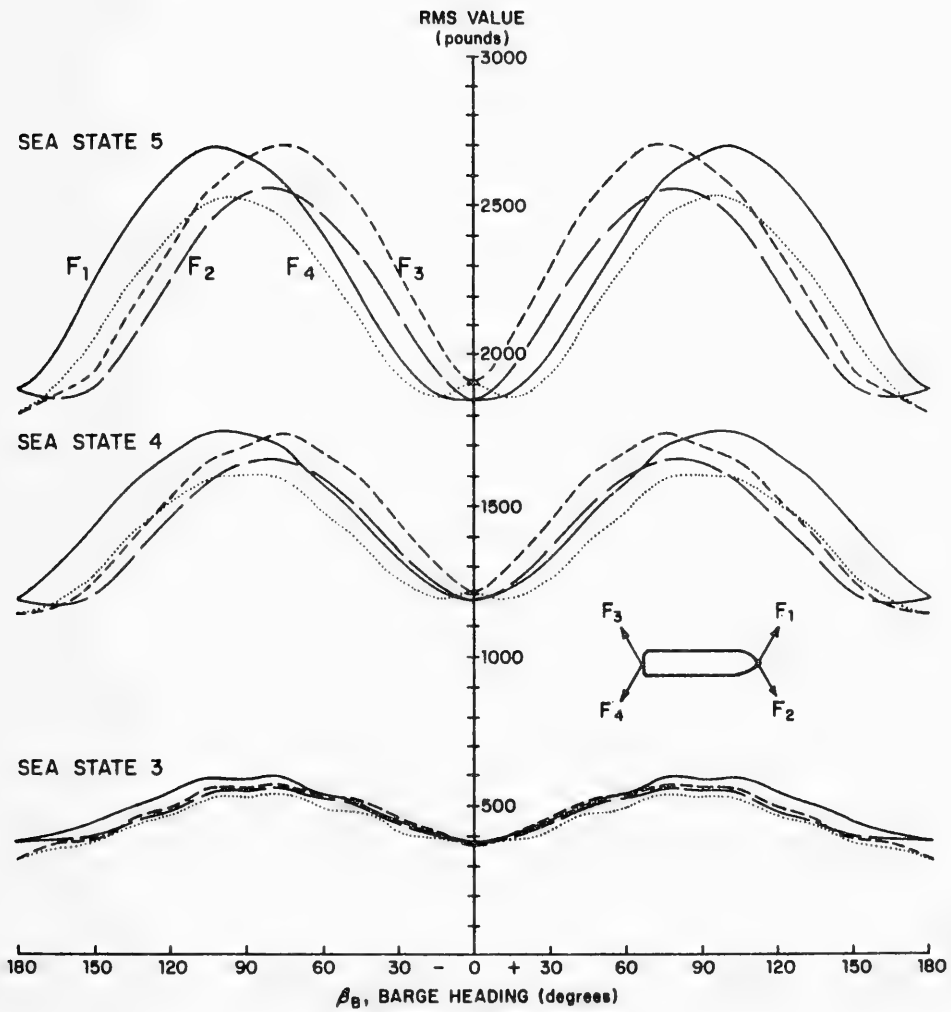 RMS VALUE
(pounds)
3000
SEA STATE 5
2500
F1 F2 F4 F3
2000
SEA STATE 4
1500
F3 F1
1000
F4 F2
SEA STATE 3
500
180 150 120 90 60 30 - 0 + 30 60 90 120 150 180
βB, BARGE HEADING (degrees)